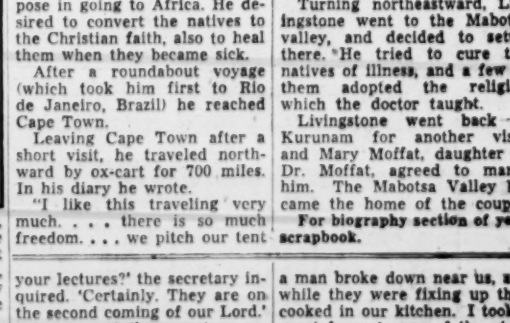 pose in going to Africa. He de-
sired to convert the natives to
the Christian faith, also to heal
them when they became sick.
After a roundabout voyage
(which took him first to Rio
de Janeiro, Brazil) he reached
Cape Town.
Leaving Cape Town after a
short visit, he traveled north-
ward by ox-cart for 700 miles.
In his diary he wrote.
"I like this traveling very
much. . . . there is so much
freedom. . . . we pitch our tent
Turning northeastward,
ingstone went to the
valley, and decided to
there. He tried to cure
natives of illness, and a few
them adopted the
which the doctor taught.
Livingstone went back
Kurunam for another
and Mary Moffat, daughter
Dr. Moffat, agreed to
him. The Mabotsa Valley
came the home of the
For biography section of
scrapbook.
your lectures?' the secretary in-
quired. 'Certainly. They are on
the second coming of our Lord.'
a man broke down near us,
while they were fixing up
cooked in our kitchen. I